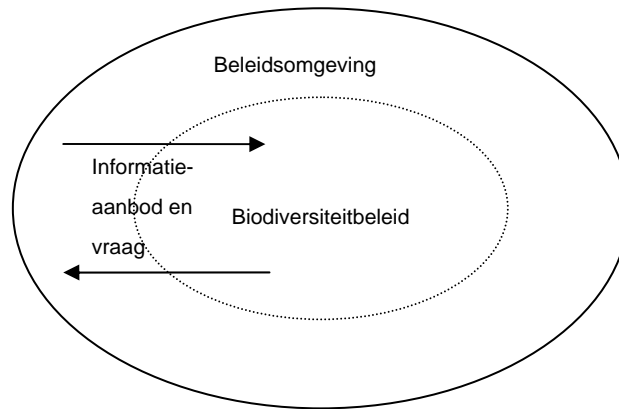 Beleidsomgeving
Informatie-
aanbod en
Biodiversiteitbeleid
vraag